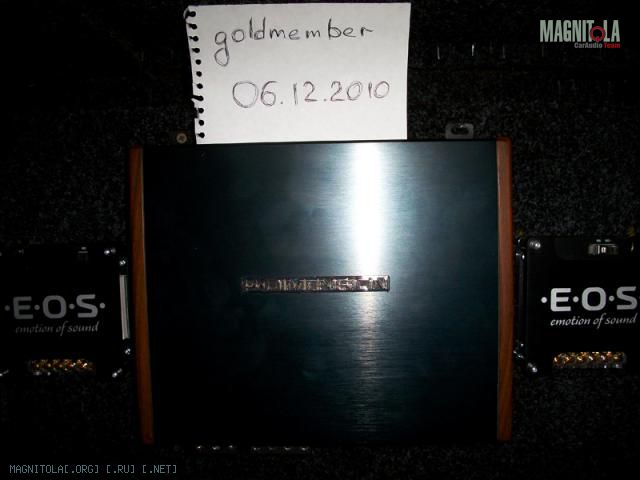 goldmember
06.12.2010
MAGNITOLA
CarAudio Team
·E·O·S·
emotion of sound
·E·O·S·
emotion of sound
MAGNITOLA[.ORG] [.RU] [.NET]